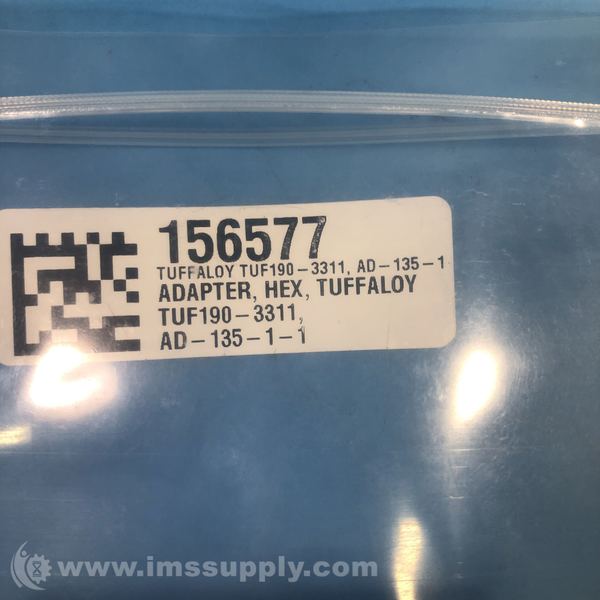 156577
TUFFALOY TUF190-3311, AD-135-1
ADAPTER, HEX, TUFFALOY
TUF190-3311,
AD-135-1-1
www.imssupply.com